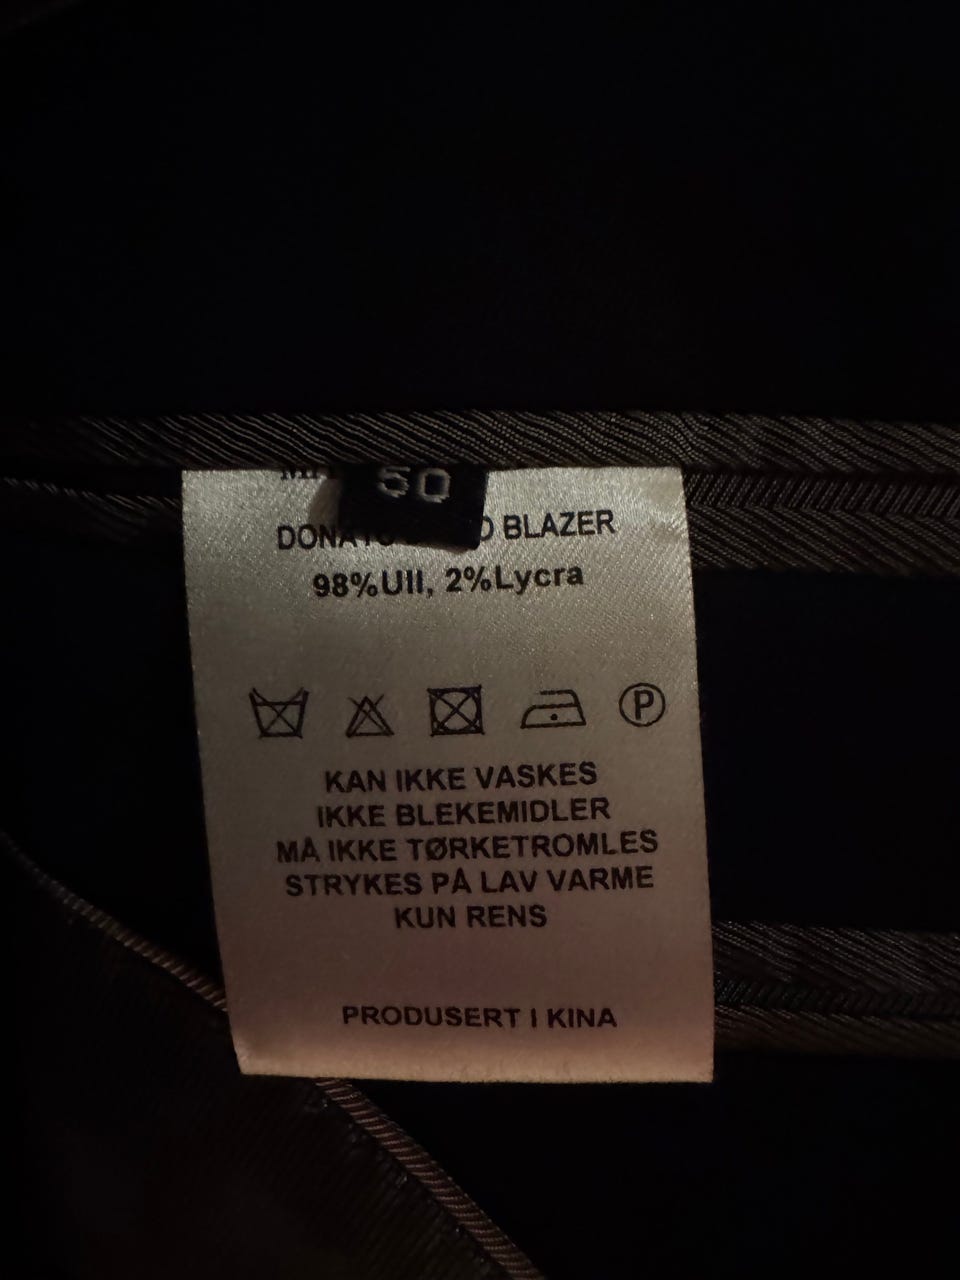 50
BLAZER
98%Ull, 2%Lycra
P
KAN IKKE VASKES
IKKE BLEKEMIDLER
MÅ IKKE TØRKETROMLES
STRYKES PÅ LAV VARME
KUN RENS
PRODUSERT I KINA